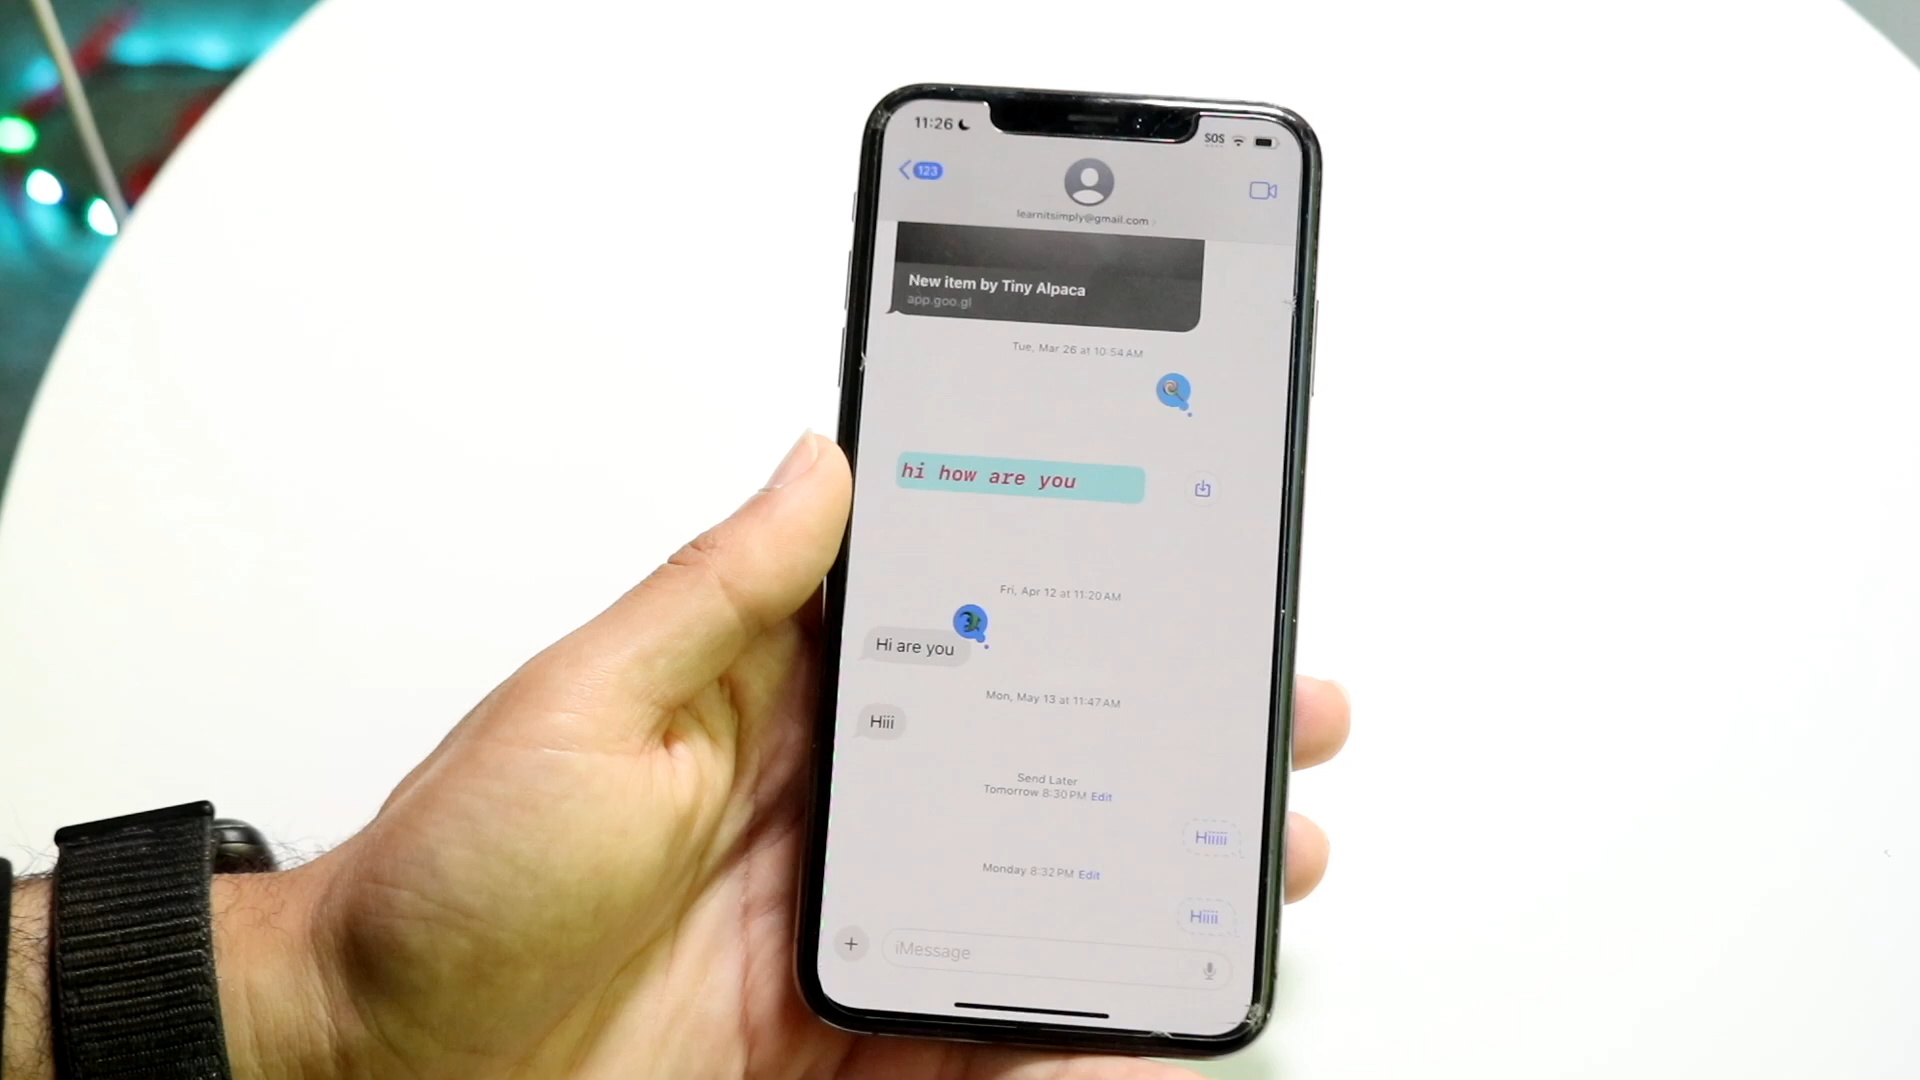 11:26
SOS
123
learnitsimply@gmail.com
New item by Tiny Alpaca
app.goo.gl
Tue, Mar 26 at 10:54 AM
hi how are you
Fri, Apr 12 at 11:20 AM
Hi are you
Mon, May 13 at 11:47 AM
Hiii
Send Later
Tomorrow 8:30 PM Edit
Hiiiii
Monday 8:32 PM Edit
Hiiii
iMessage